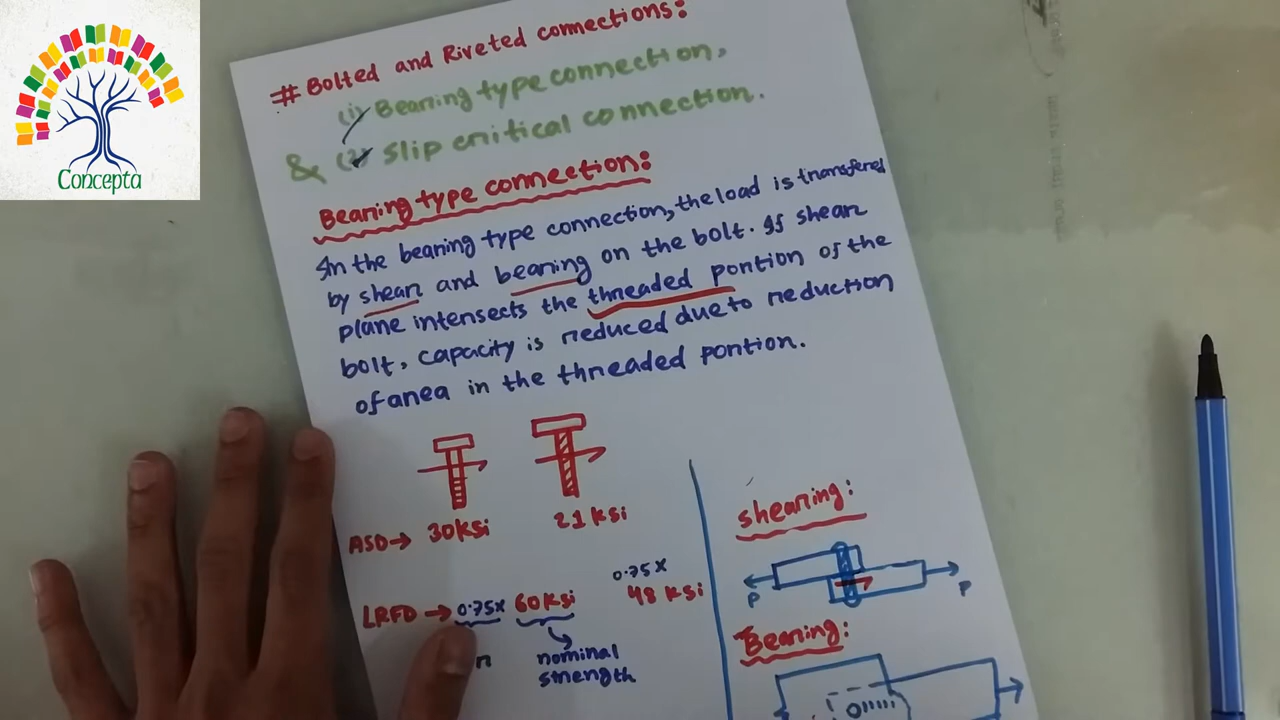 Concepta
# Bolted and Riveted connections:
(1) Bearing type connection,
& (2) Slip critical connection.
Bearing type connection:
In the bearing type connection, the load is transfered
by shear and bearing on the bolt. If shear
plane intersects the threaded portion of the
bolt, capacity is reduced due to reduction
of area in the threaded portion.
ASD → 30 ksi 21 ksi
LRFD → 0.75 x 60 ksi 0.75 x 48 ksi
nominal
strength
shearing:
P P
Bearing: